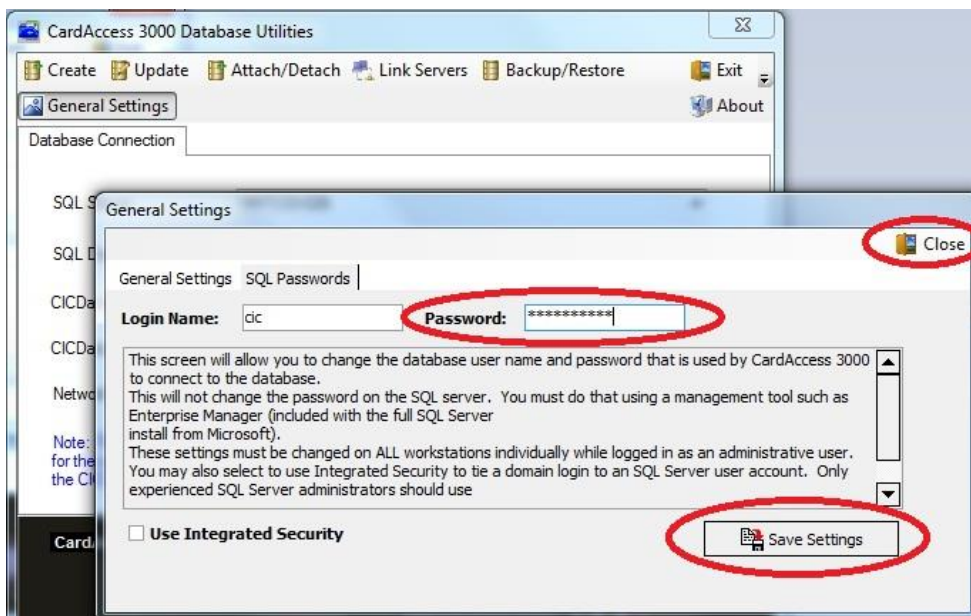 CardAccess 3000 Database Utilities
Create Update Attach/Detach Link Servers Backup/Restore Exit
General Settings About
Database Connection
SQL S
General Settings
Close
SQL D
General Settings SQL Passwords
CICDa
Login Name: cic Password: **********
CICDa
This screen will allow you to change the database user name and password that is used by CardAccess 3000
to connect to the database.
Netwo
This will not change the password on the SQL server. You must do that using a management tool such as
Enterprise Manager (included with the full SQL Server
install from Microsoft).
Note:
These settings must be changed on ALL workstations individually while logged in as an administrative user.
for the
You may also select to use Integrated Security to tie a domain login to an SQL Server user account. Only
the CI
experienced SQL Server administrators should use
Card
Use Integrated Security
Save Settings